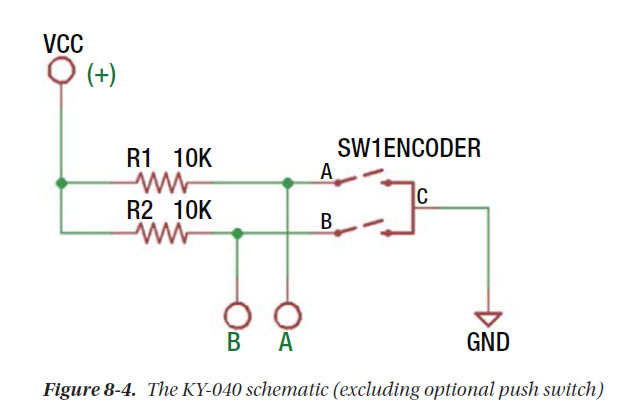 VCC
(+)
R1 10K
SW1ENCODER
A
C
R2 10K
B
B A
GND
Figure 8-4. The KY-040 schematic (excluding optional push switch)